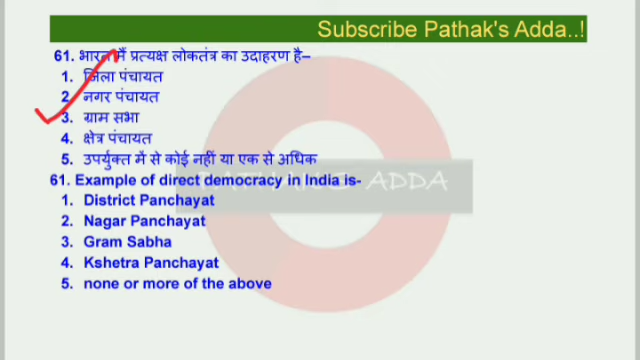 Subscribe Pathak's Adda..!
61. भारत में प्रत्यक्ष लोकतंत्र का उदाहरण है–
1. जिला पंचायत
2. नगर पंचायत
3. ग्राम सभा
4. क्षेत्र पंचायत
5. उपर्युक्त में से कोई नहीं या एक से अधिक
PATHAK'S ADDA
61. Example of direct democracy in India is-
1. District Panchayat
2. Nagar Panchayat
3. Gram Sabha
4. Kshetra Panchayat
5. none or more of the above